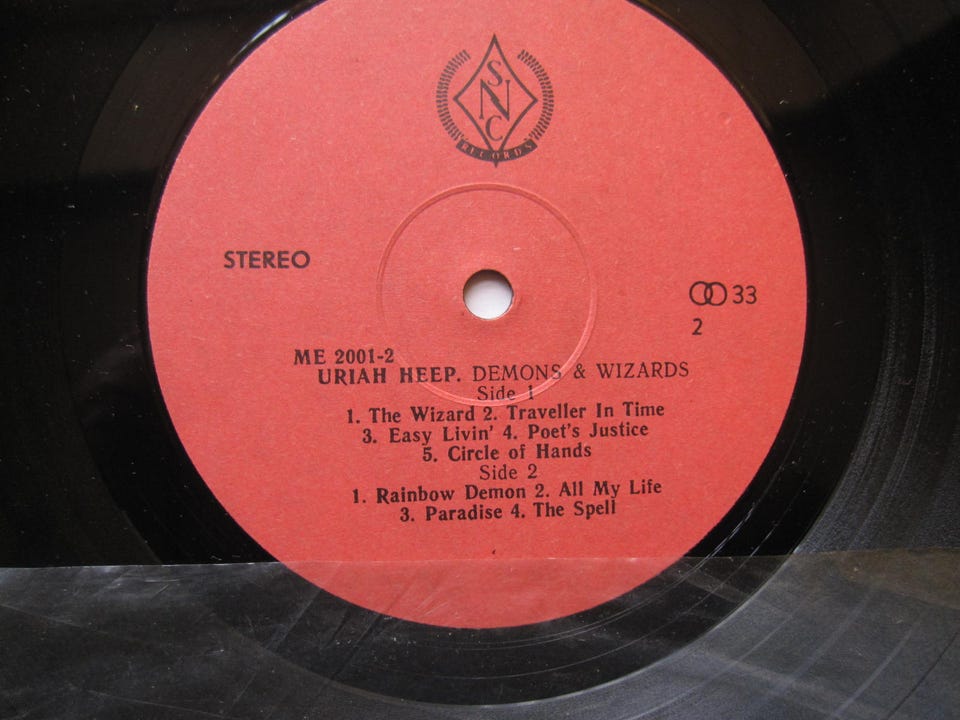 SNC
RECORDS
STEREO
33
2
ME 2001-2
URIAH HEEP. DEMONS & WIZARDS
Side 1
1. The Wizard 2. Traveller In Time
3. Easy Livin' 4. Poet's Justice
5. Circle of Hands
Side 2
1. Rainbow Demon 2. All My Life
3. Paradise 4. The Spell